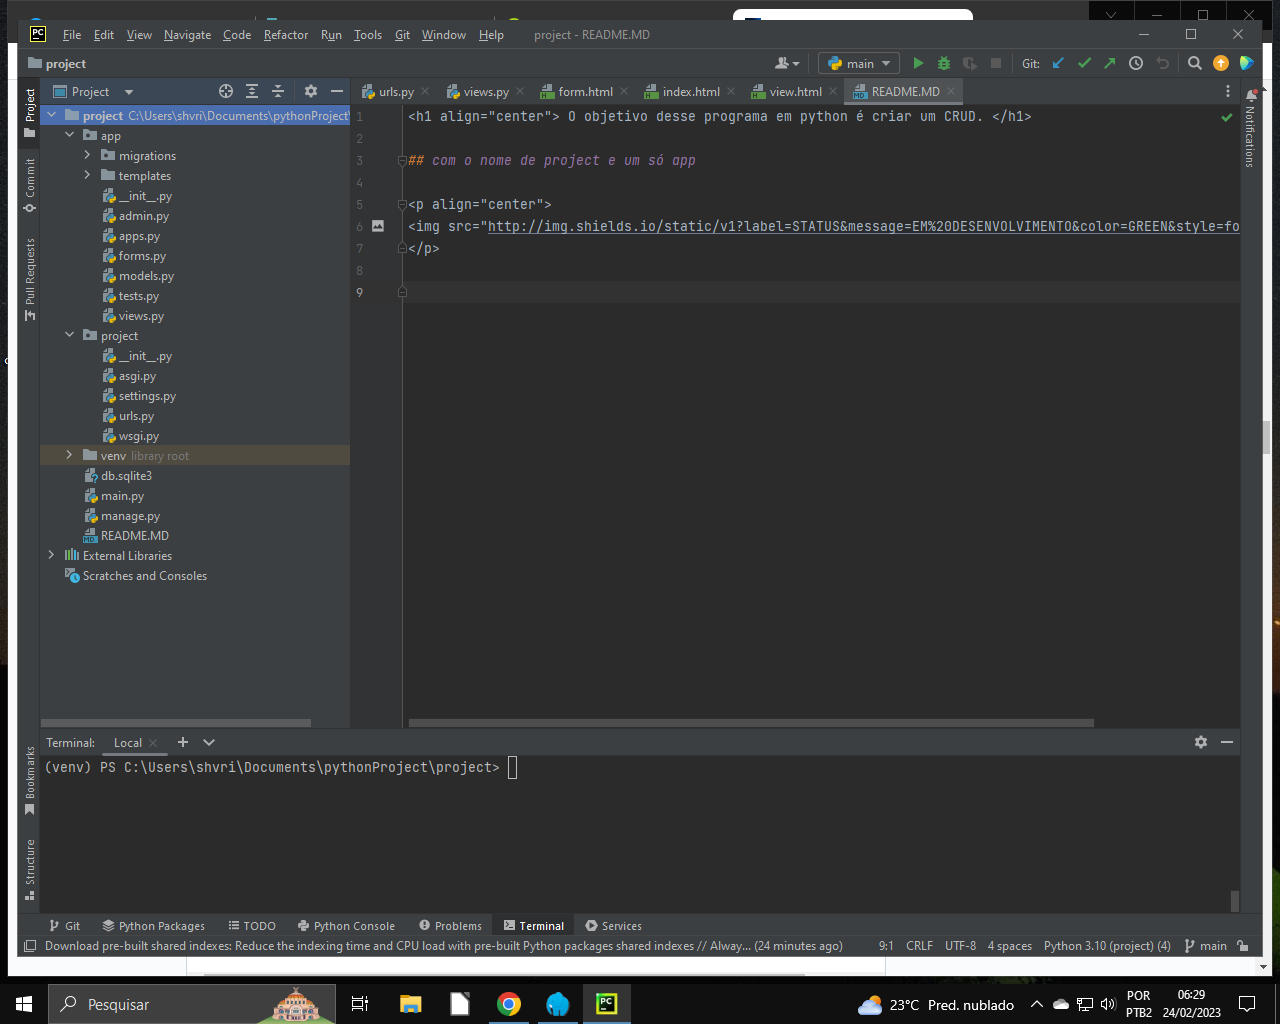 File Edit View Navigate Code Refactor Run Tools Git Window Help project - README.MD
project
main
Git:
Project
urls.py
views.py
form.html
index.html
view.html
README.MD
Project
Commit
Pull Requests
Bookmarks
Structure
Notifications
project C:\Users\shvri\Documents\pythonProject\
app
migrations
templates
__init__.py
admin.py
apps.py
forms.py
models.py
tests.py
views.py
project
__init__.py
asgi.py
settings.py
urls.py
wsgi.py
venv library root
db.sqlite3
main.py
manage.py
README.MD
External Libraries
Scratches and Consoles
1 <h1 align="center"> O objetivo desse programa em python é criar um CRUD. </h1>
2
3 ## com o nome de project e um só app
4
5 <p align="center">
6 <img src="http://img.shields.io/static/v1?label=STATUS&message=EM%20DESENVOLVIMENTO&color=GREEN&style=fo
7 </p>
8
9
Terminal: Local
(venv) PS C:\Users\shvri\Documents\pythonProject\project>
Git Python Packages TODO Python Console Problems Terminal Services
Download pre-built shared indexes: Reduce the indexing time and CPU load with pre-built Python packages shared indexes // Alway... (24 minutes ago) 9:1 CRLF UTF-8 4 spaces Python 3.10 (project) (4) main
Pesquisar
23°C Pred. nublado
POR
PTB2
06:29
24/02/2023